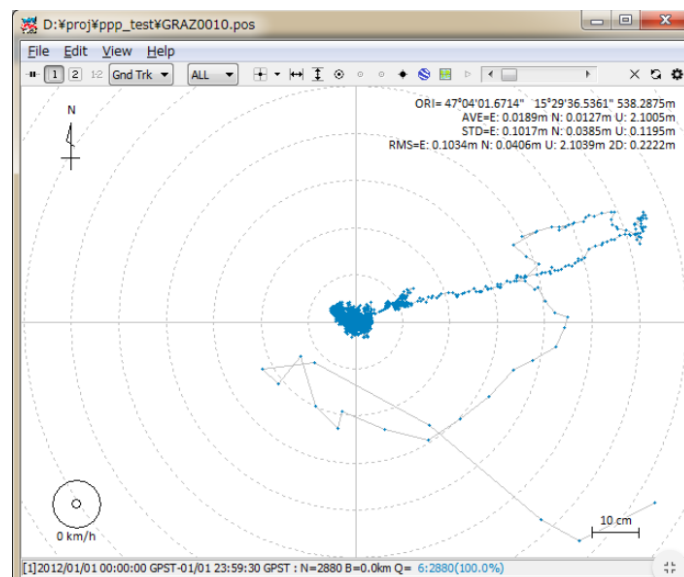 D:¥proj¥ppp_test¥GRAZ0010.pos
File Edit View Help
1 2 1-2 Gnd Trk ALL
ORI= 47°04'01.6714" 15°29'36.5361" 538.2875m
AVE=E: 0.0189m N: 0.0127m U: 2.1005m
STD=E: 0.1017m N: 0.0385m U: 0.1195m
RMS=E: 0.1034m N: 0.0406m U: 2.1039m 2D: 0.2222m
N
10 cm
0 km/h
[1]2012/01/01 00:00:00 GPST-01/01 23:59:30 GPST : N=2880 B=0.0km Q= 6:2880(100.0%)